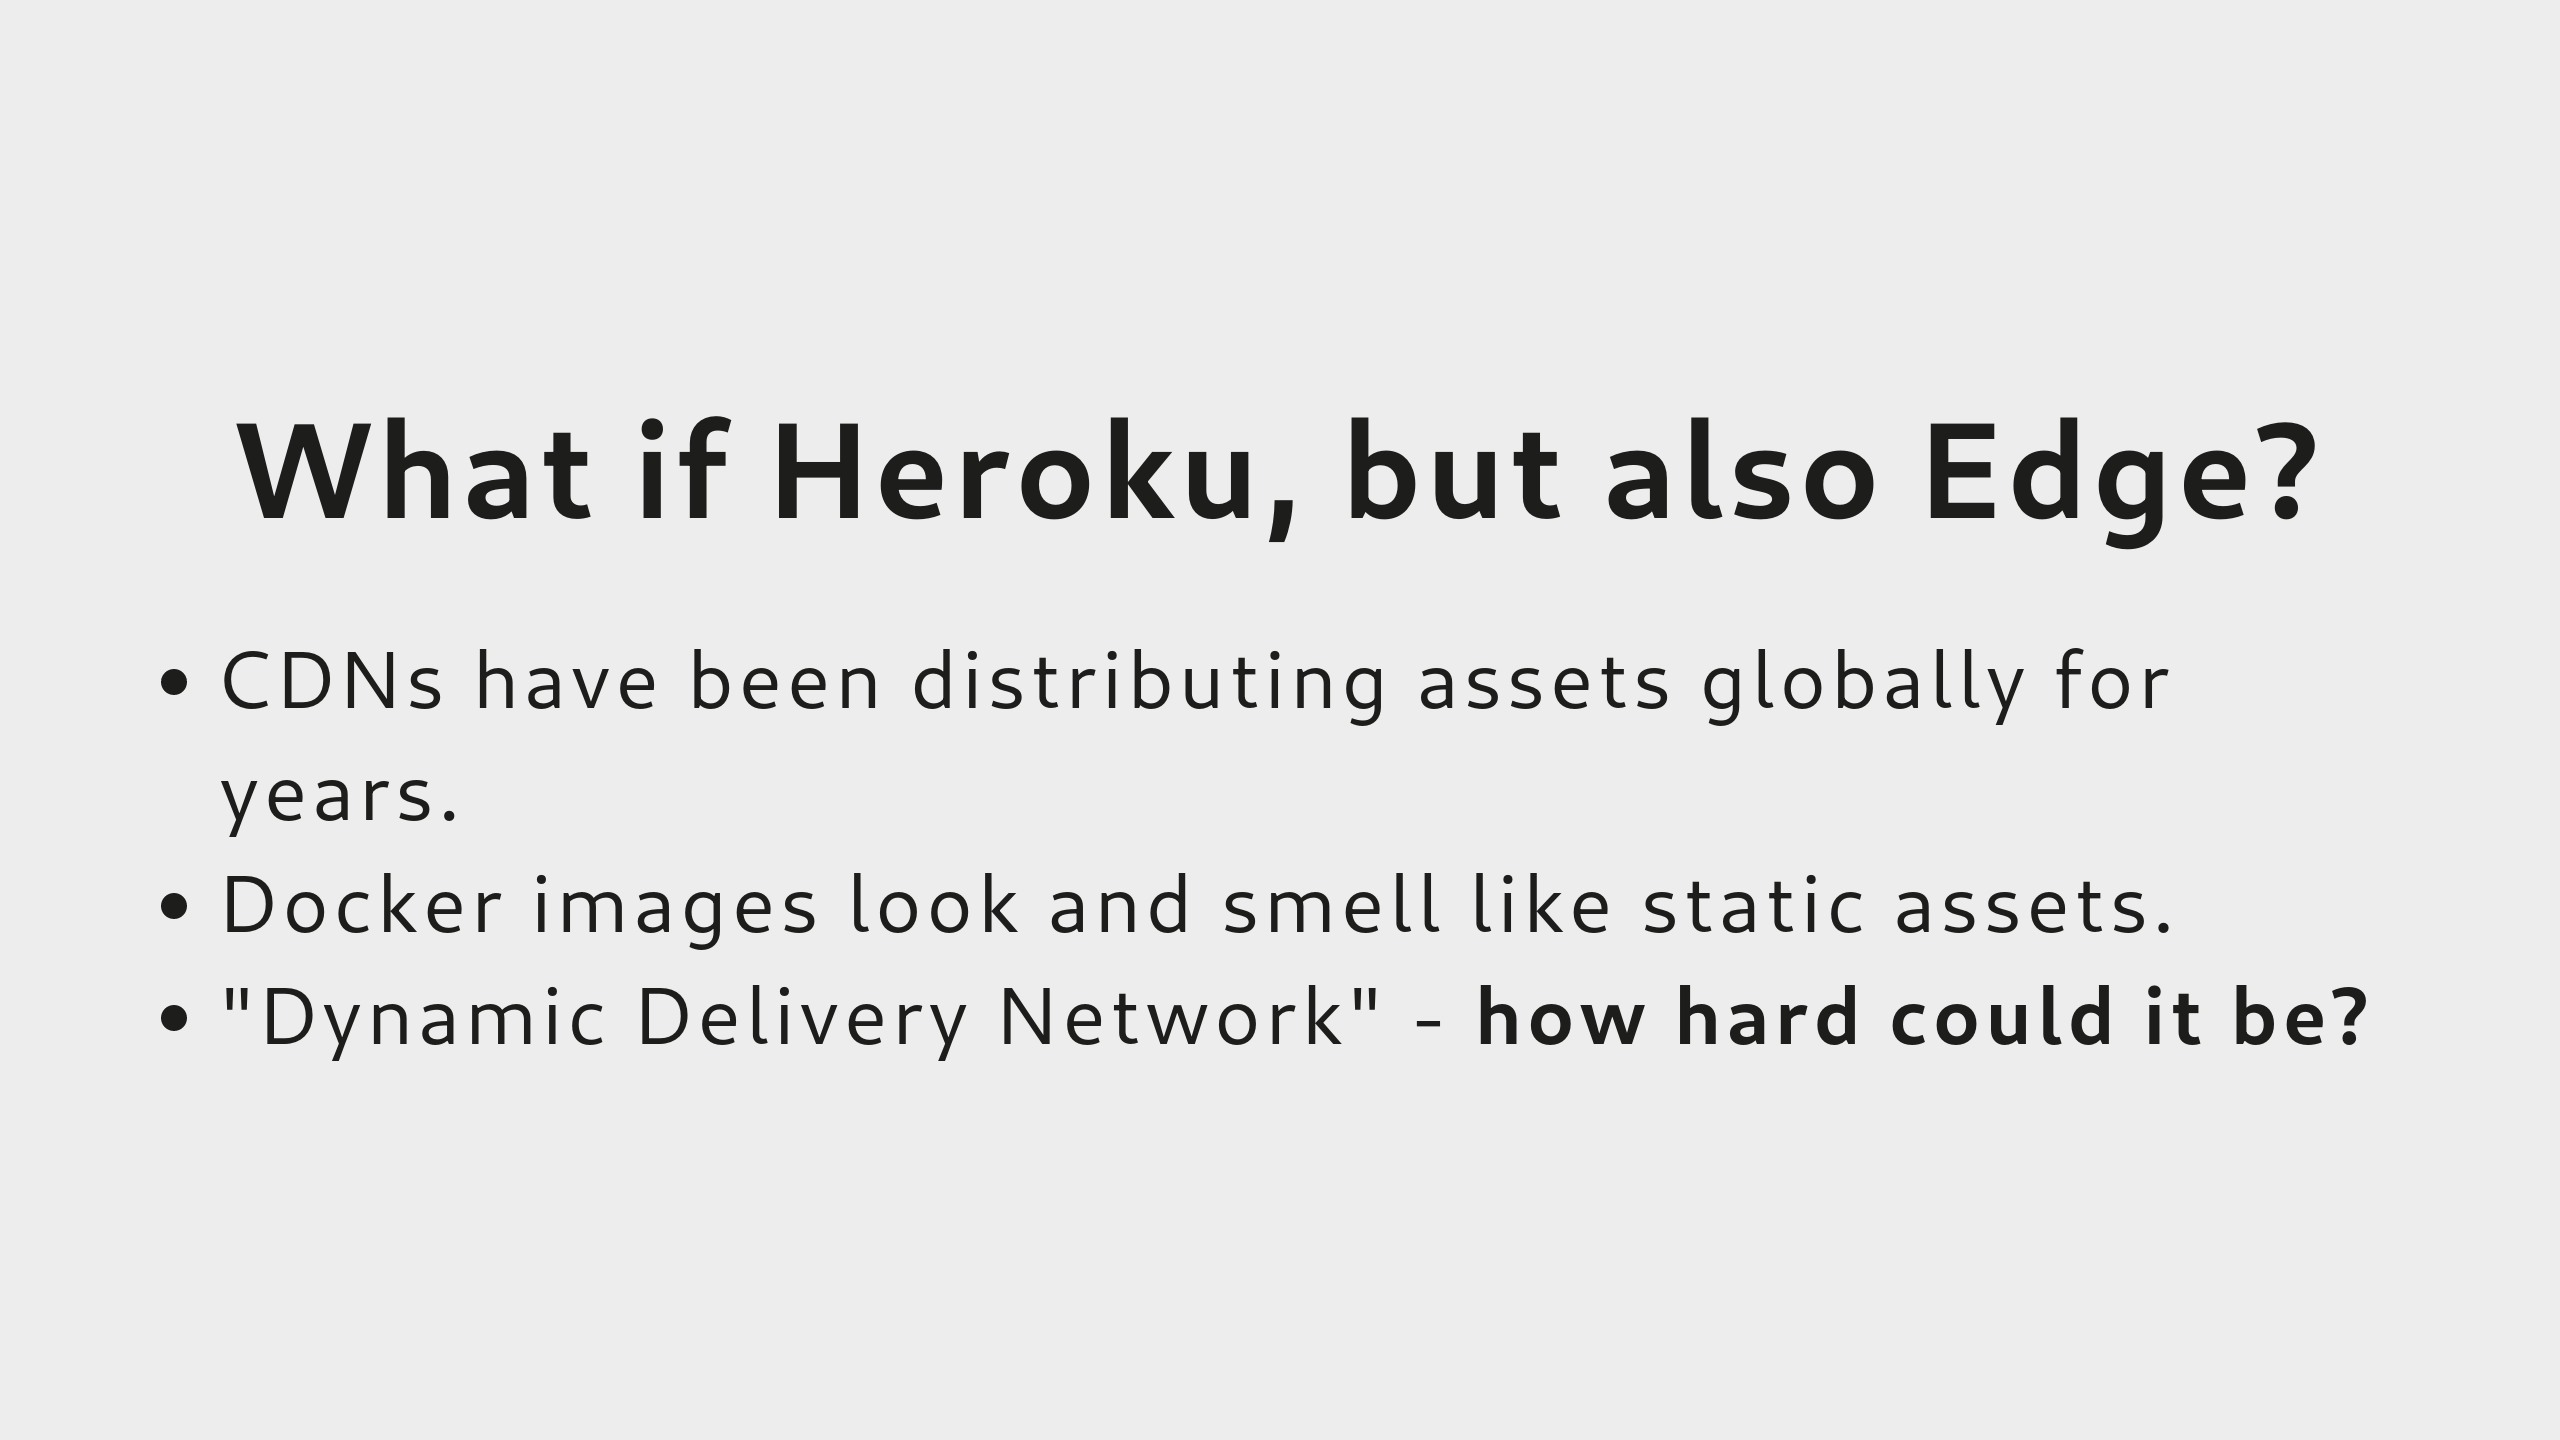 What if Heroku, but also Edge?
• CDNs have been distributing assets globally for
years.
• Docker images look and smell like static assets.
• "Dynamic Delivery Network" - how hard could it be?